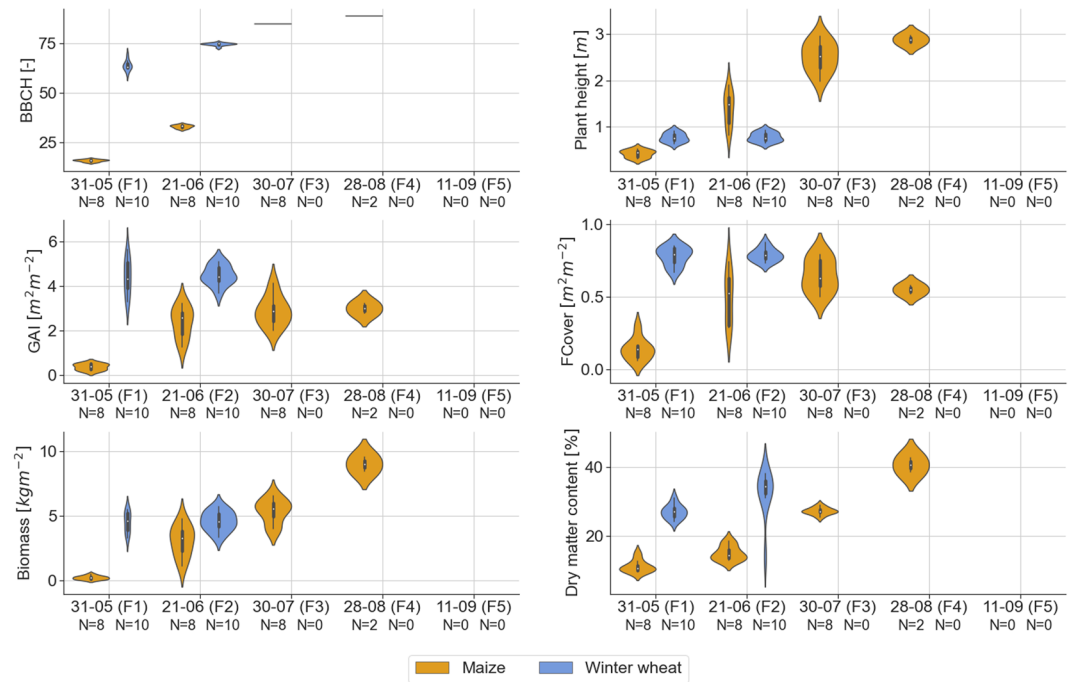 BBCH [-]
75
50
25
31-05 (F1) 21-06 (F2) 30-07 (F3) 28-08 (F4) 11-09 (F5)
N=8 N=10 N=8 N=10 N=8 N=0 N=2 N=0 N=0 N=0
Plant height [m]
3
2
1
31-05 (F1) 21-06 (F2) 30-07 (F3) 28-08 (F4) 11-09 (F5)
N=8 N=10 N=8 N=10 N=8 N=0 N=2 N=0 N=0 N=0
GAI [m²m⁻²]
6
4
2
0
31-05 (F1) 21-06 (F2) 30-07 (F3) 28-08 (F4) 11-09 (F5)
N=8 N=10 N=8 N=10 N=8 N=0 N=2 N=0 N=0 N=0
FCover [m²m⁻²]
1.0
0.5
0.0
31-05 (F1) 21-06 (F2) 30-07 (F3) 28-08 (F4) 11-09 (F5)
N=8 N=10 N=8 N=10 N=8 N=0 N=2 N=0 N=0 N=0
Biomass [kgm⁻²]
10
5
0
31-05 (F1) 21-06 (F2) 30-07 (F3) 28-08 (F4) 11-09 (F5)
N=8 N=10 N=8 N=10 N=8 N=0 N=2 N=0 N=0 N=0
Dry matter content [%]
40
20
31-05 (F1) 21-06 (F2) 30-07 (F3) 28-08 (F4) 11-09 (F5)
N=8 N=10 N=8 N=10 N=8 N=0 N=2 N=0 N=0 N=0
Maize Winter wheat